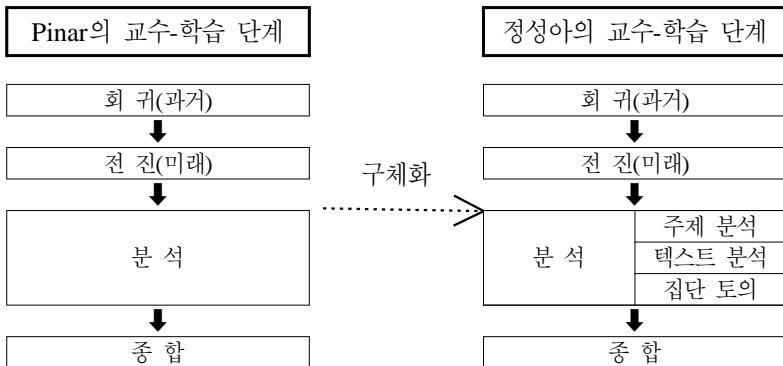 Pinar의 교수-학습 단계
회 귀(과거)
전 진(미래)
분 석
종 합
구체화
정성아의 교수-학습 단계
회 귀(과거)
전 진(미래)
분 석
주제 분석
텍스트 분석
집단 토의
종 합